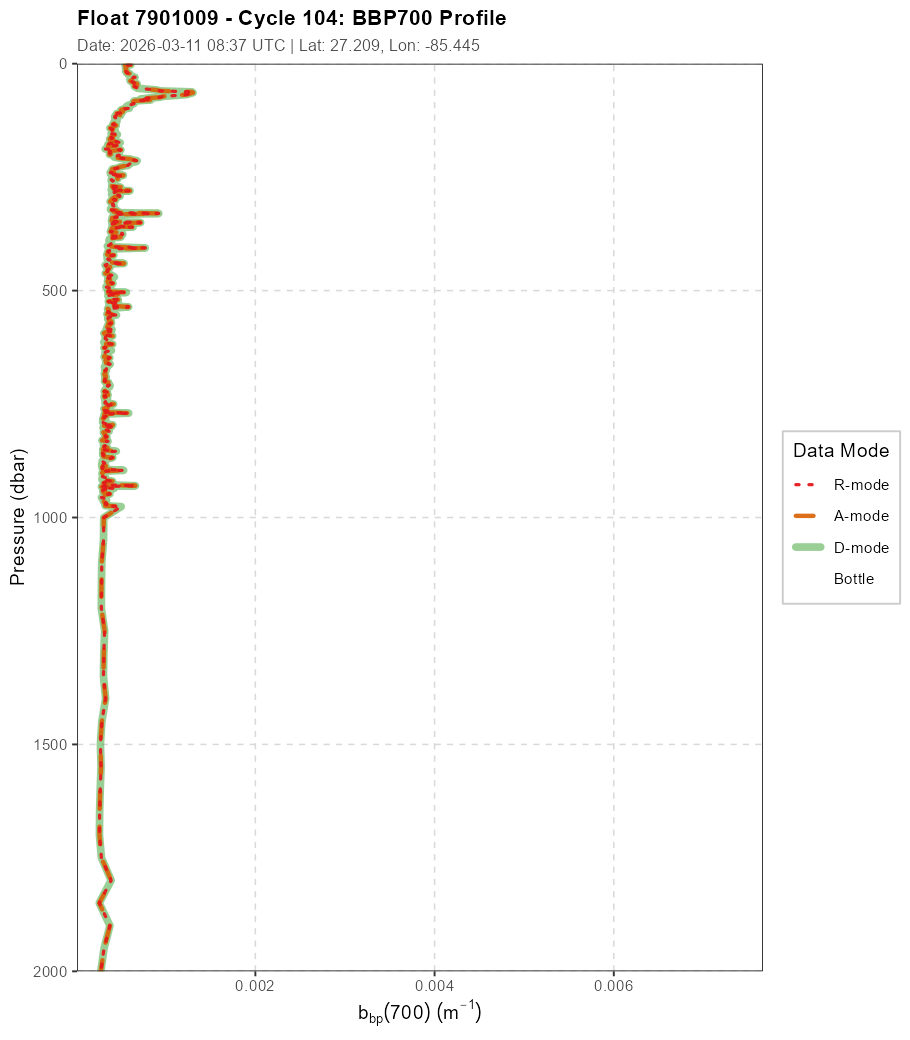 Float 7901009 - Cycle 104: BBP700 Profile
Date: 2026-03-11 08:37 UTC | Lat: 27.209, Lon: -85.445
0
500
1000
1500
2000
Pressure (dbar)
0.002
0.004
0.006
b_bp(700) (m⁻¹)
Data Mode
R-mode
A-mode
D-mode
Bottle